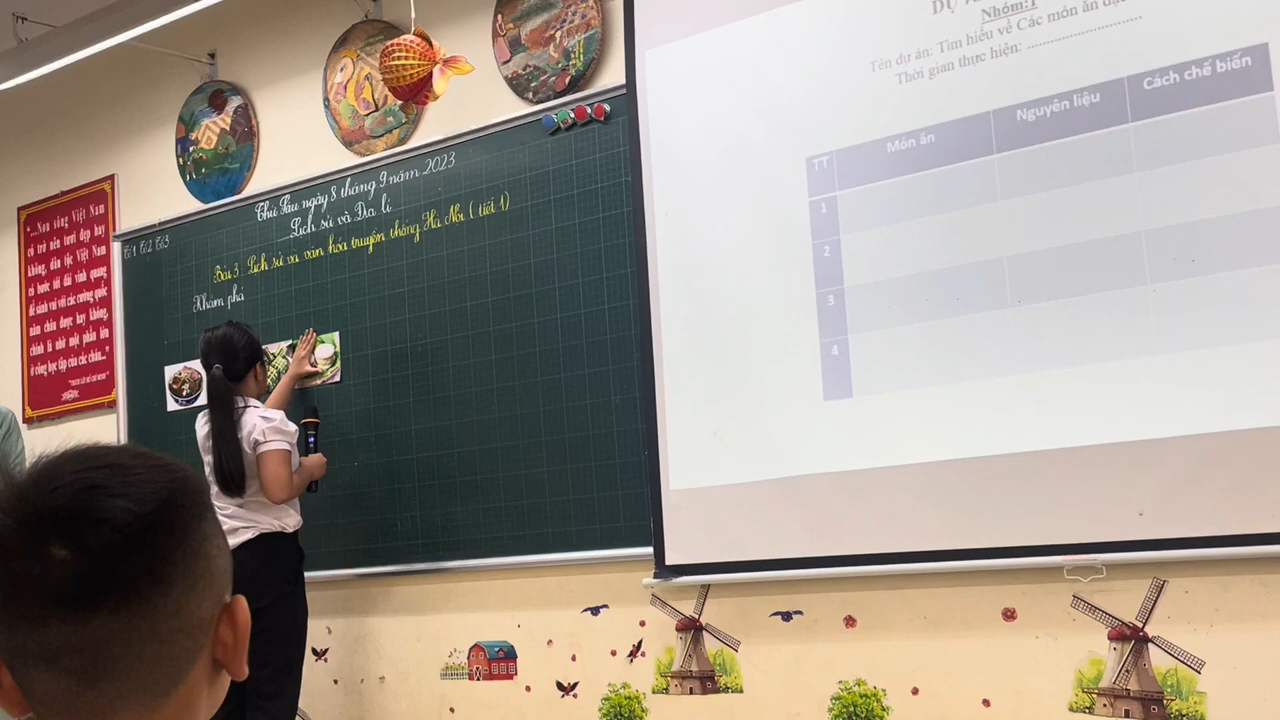 "...Non sông Việt Nam
có trở nên tươi đẹp hay
không, dân tộc Việt Nam
có bước tới đài vinh quang
để sánh vai với các cường quốc
năm châu được hay không,
chính là nhờ một phần lớn
ở công học tập của các cháu..."
Thứ Sáu ngày 8 tháng 9 năm 2023
Lịch sử và Địa lí
Bài 3: Lịch sử và văn hóa truyền thống Hà Nội (tiết 1)
Khám phá
Nhóm:1
Tên dự án: Tìm hiểu về Các món ăn
Thời gian thực hiện: ..............................
TT Món ăn Nguyên liệu Cách chế biến
1
2
3
4